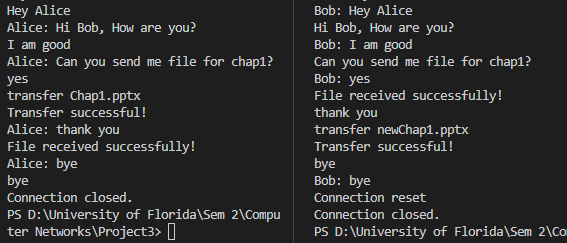 Hey Alice
Alice: Hi Bob, How are you?
I am good
Alice: Can you send me file for chap1?
yes
transfer Chap1.pptx
Transfer successful!
Alice: thank you
File received successfully!
Alice: bye
bye
Connection closed.
PS D:\University of Florida\Sem 2\Compu
ter Networks\Project3>
Bob: Hey Alice
Hi Bob, How are you?
Bob: I am good
Can you send me file for chap1?
Bob: yes
File received successfully!
thank you
transfer newChap1.pptx
Transfer successful!
bye
Bob: bye
Connection reset
Connection closed.
PS D:\University of Florida\Sem 2\Com